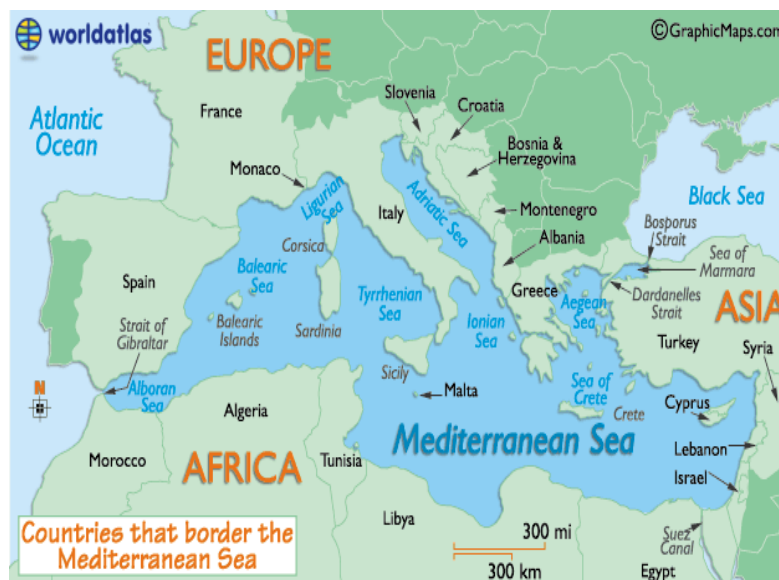 worldatlas
EUROPE
©GraphicMaps.com
Slovenia
Croatia
France
Atlantic
Ocean
Bosnia &
Herzegovina
Monaco
Ligurian
Sea
Adriatic Sea
Italy
Montenegro
Black Sea
Corsica
Albania
Bosporus
Strait
Sea of
Marmara
Spain
Balearic
Sea
Greece
Aegean
Sea
Dardanelles
Strait
ASIA
Tyrrhenian
Sea
Ionian
Sea
Balearic
Islands
Sardinia
Strait of
Gibraltar
Turkey
Syria
Sicily
Alboran
Sea
N
Malta
Sea of
Crete
Crete
Cyprus
Algeria
Mediterranean Sea
Lebanon
Morocco
AFRICA
Tunisia
Israel
Libya
Countries that border the
Mediterranean Sea
300 mi
300 km
Suez
Canal
Egypt